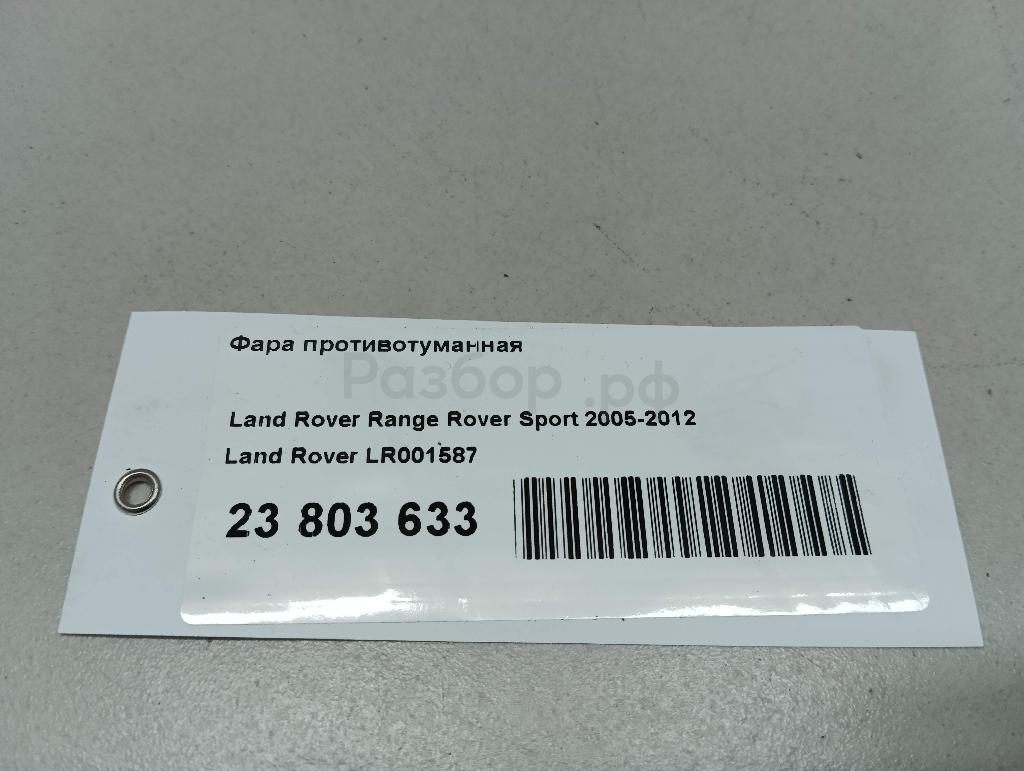 Фара противотуманная
Разбор.рф
Land Rover Range Rover Sport 2005-2012
Land Rover LR001587
23 803 633